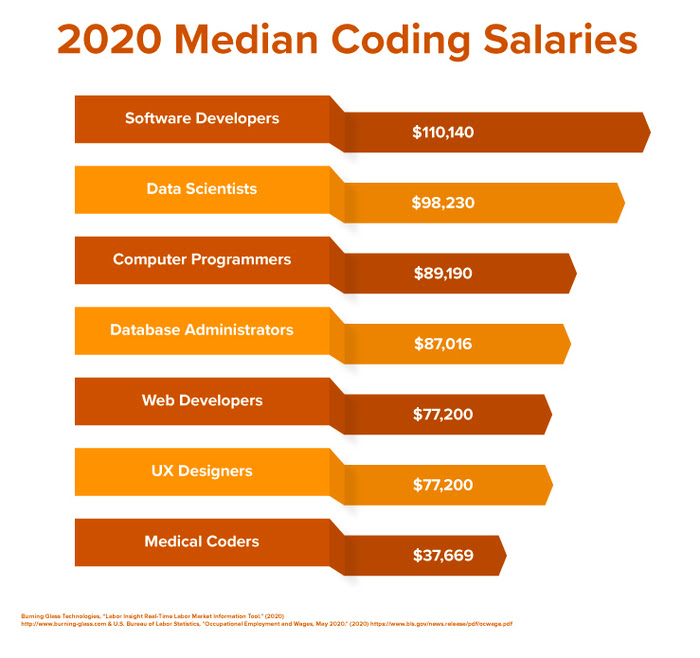 2020 Median Coding Salaries
Software Developers
$110,140
Data Scientists
$98,230
Computer Programmers
$89,190
Database Administrators
$87,016
Web Developers
$77,200
UX Designers
$77,200
Medical Coders
$37,669
Burning Glass Technologies, "Labor Insight Real-Time Labor Market Information Tool." (2020)
http://www.burning-glass.com & U.S. Bureau of Labor Statistics, "Occupational Employment and Wages, May 2020." (2020) https://www.bls.gov/news.release/pdf/ocwage.pdf